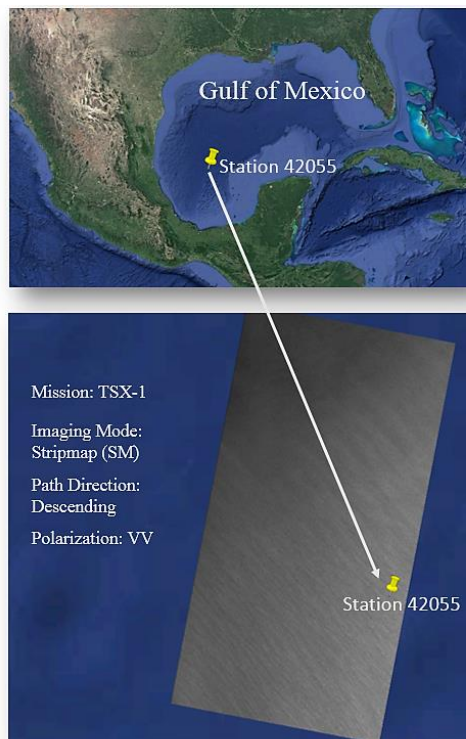 Gulf of Mexico
Station 42055
Mission: TSX-1
Imaging Mode:
Stripmap (SM)
Path Direction:
Descending
Polarization: VV
Station 42055